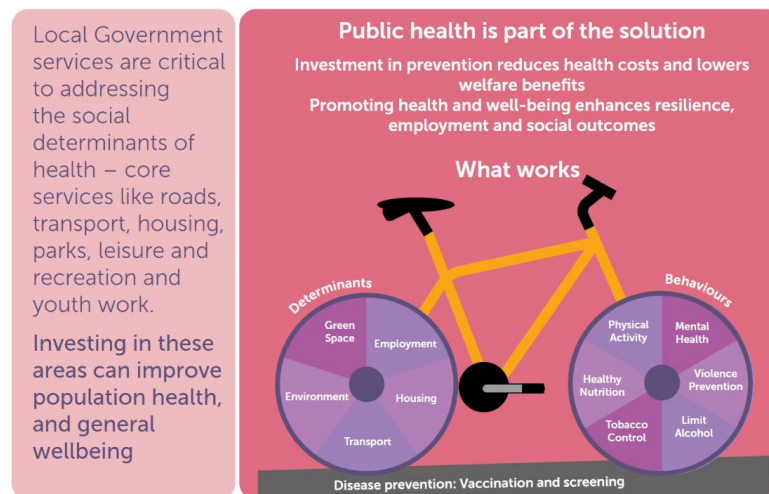 Local Government
services are critical
to addressing
the social
determinants of
health – core
services like roads,
transport, housing,
parks, leisure and
recreation and
youth work.
Investing in these
areas can improve
population health,
and general
wellbeing
Public health is part of the solution
Investment in prevention reduces health costs and lowers
welfare benefits
Promoting health and well-being enhances resilience,
employment and social outcomes
What works
Determinants
Green
Space
Employment
Environment
Housing
Transport
Behaviours
Physical
Activity
Mental
Health
Healthy
Nutrition
Violence
Prevention
Tobacco
Control
Limit
Alcohol
Disease prevention: Vaccination and screening